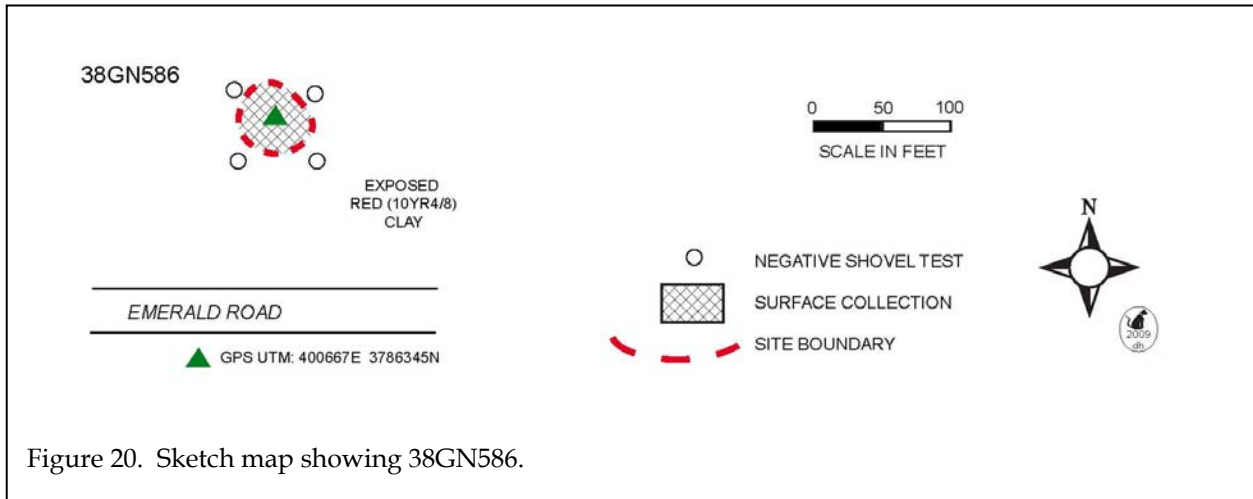 38GN586
EXPOSED
RED (10YR4/8)
CLAY
EMERALD ROAD
GPS UTM: 400667E 3786345N
0 50 100
SCALE IN FEET
N
NEGATIVE SHOVEL TEST
SURFACE COLLECTION
SITE BOUNDARY
2009
dh
Figure 20. Sketch map showing 38GN586.